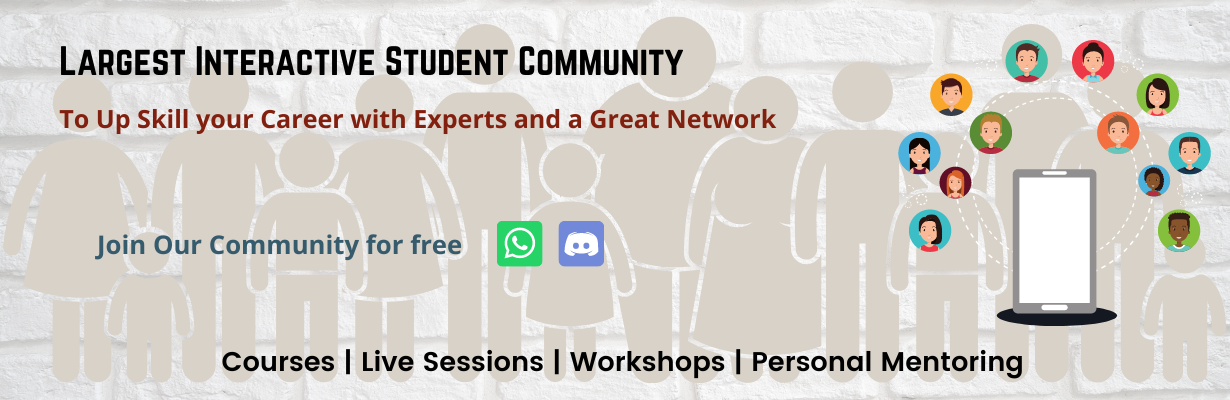 Largest Interactive Student Community
To Up Skill your Career with Experts and a Great Network
Join Our Community for free
Courses | Live Sessions | Workshops | Personal Mentoring